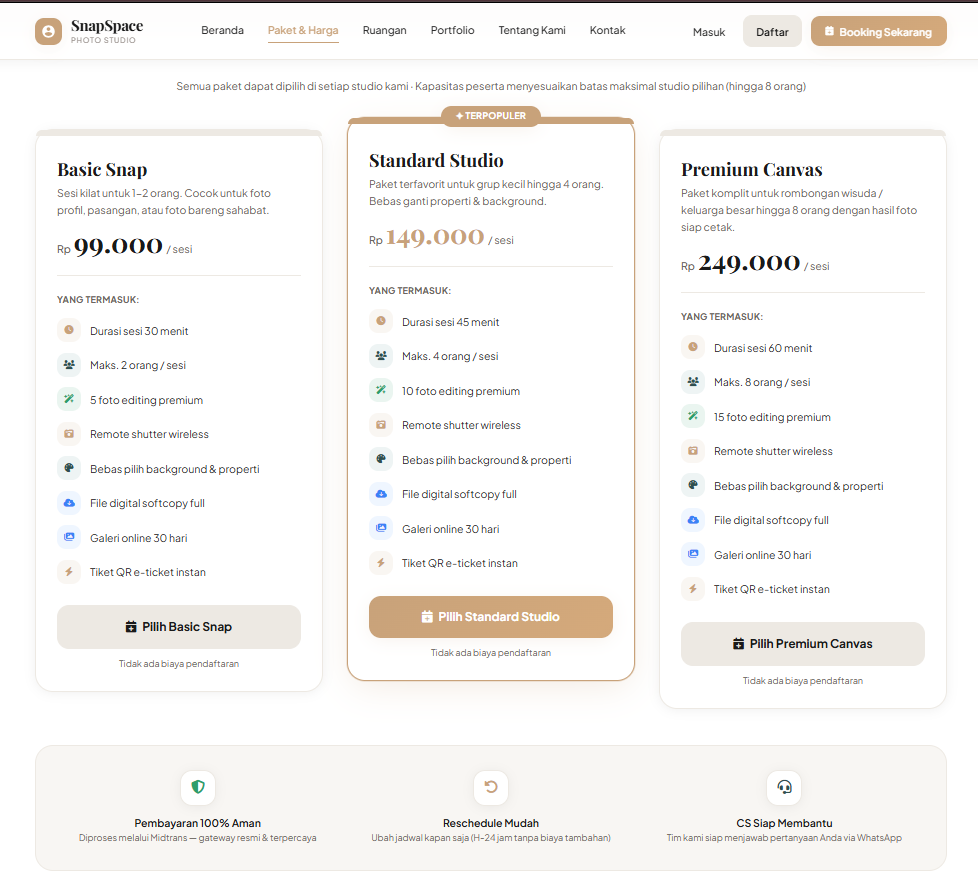 SnapSpace
PHOTO STUDIO
Beranda
Paket & Harga
Ruangan
Portfolio
Tentang Kami
Kontak
Masuk
Daftar
Booking Sekarang
Semua paket dapat dipilih di setiap studio kami · Kapasitas peserta menyesuaikan batas maksimal studio pilihan (hingga 8 orang)
Basic Snap
Sesi kilat untuk 1–2 orang. Cocok untuk foto
profil, pasangan, atau foto bareng sahabat.
Rp 99.000 / sesi
YANG TERMASUK:
Durasi sesi 30 menit
Maks. 2 orang / sesi
5 foto editing premium
Remote shutter wireless
Bebas pilih background & properti
File digital softcopy full
Galeri online 30 hari
Tiket QR e-ticket instan
Pilih Basic Snap
Tidak ada biaya pendaftaran
TERPOPULER
Standard Studio
Paket terfavorit untuk grup kecil hingga 4 orang.
Bebas ganti properti & background.
Rp 149.000 / sesi
YANG TERMASUK:
Durasi sesi 45 menit
Maks. 4 orang / sesi
10 foto editing premium
Remote shutter wireless
Bebas pilih background & properti
File digital softcopy full
Galeri online 30 hari
Tiket QR e-ticket instan
Pilih Standard Studio
Tidak ada biaya pendaftaran
Premium Canvas
Paket komplit untuk rombongan wisuda /
keluarga besar hingga 8 orang dengan hasil foto
siap cetak.
Rp 249.000 / sesi
YANG TERMASUK:
Durasi sesi 60 menit
Maks. 8 orang / sesi
15 foto editing premium
Remote shutter wireless
Bebas pilih background & properti
File digital softcopy full
Galeri online 30 hari
Tiket QR e-ticket instan
Pilih Premium Canvas
Tidak ada biaya pendaftaran
Pembayaran 100% Aman
Diproses melalui Midtrans — gateway resmi & terpercaya
Reschedule Mudah
Ubah jadwal kapan saja (H-24 jam tanpa biaya tambahan)
CS Siap Membantu
Tim kami siap menjawab pertanyaan Anda via WhatsApp